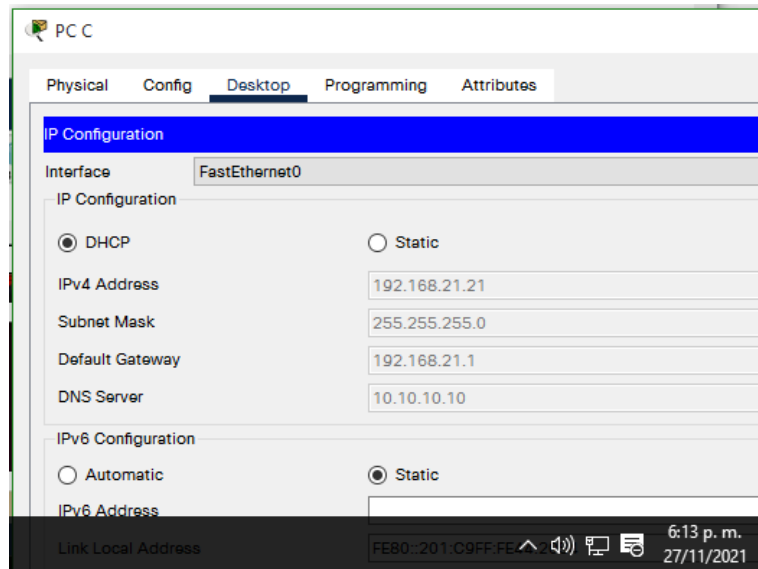 PC C
Physical Config Desktop Programming Attributes
IP Configuration
Interface FastEthernet0
IP Configuration
DHCP Static
IPv4 Address 192.168.21.21
Subnet Mask 255.255.255.0
Default Gateway 192.168.21.1
DNS Server 10.10.10.10
IPv6 Configuration
Automatic Static
IPv6 Address
Link Local Address
6:13 p. m.
27/11/2021